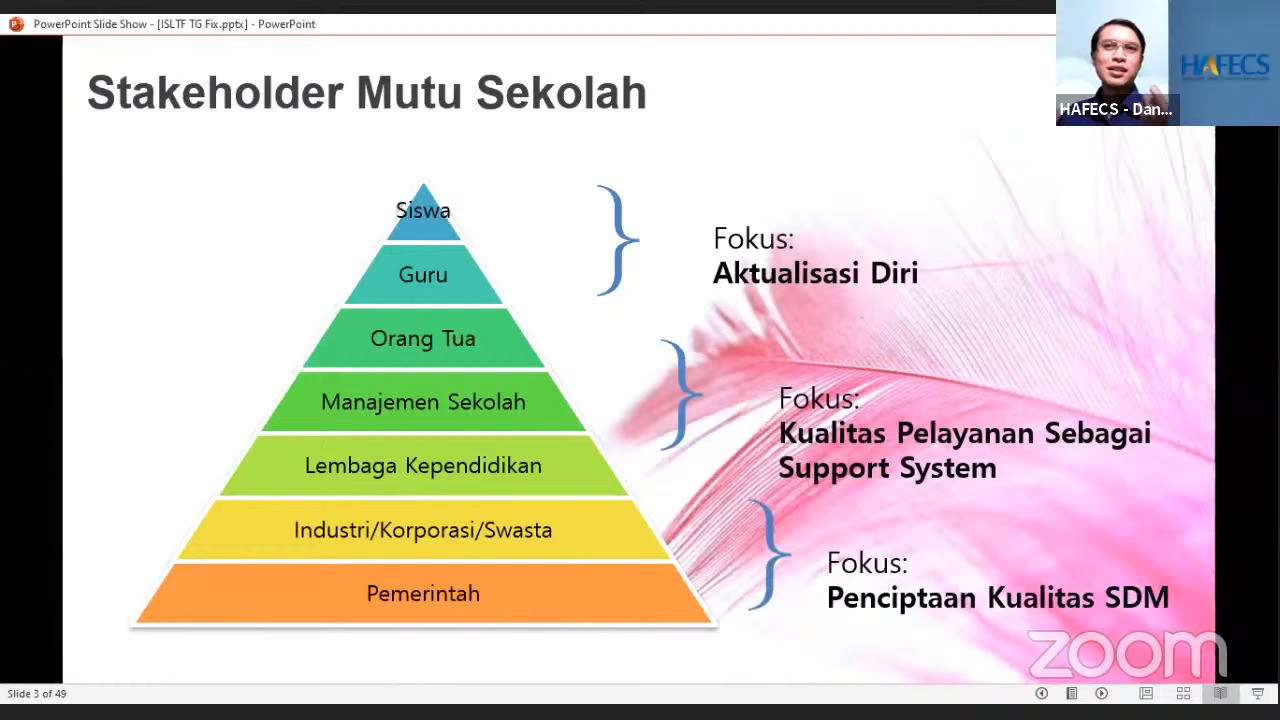 PowerPoint Slide Show - [ISLTF TG Fix.pptx] - PowerPoint
HAFECS
HAFECS - Dan...
Stakeholder Mutu Sekolah
Siswa
Guru
Orang Tua
Manajemen Sekolah
Lembaga Kependidikan
Industri/Korporasi/Swasta
Pemerintah
Fokus:
Aktualisasi Diri
Fokus:
Kualitas Pelayanan Sebagai
Support System
Fokus:
Penciptaan Kualitas SDM
zoom
Slide 3 of 49